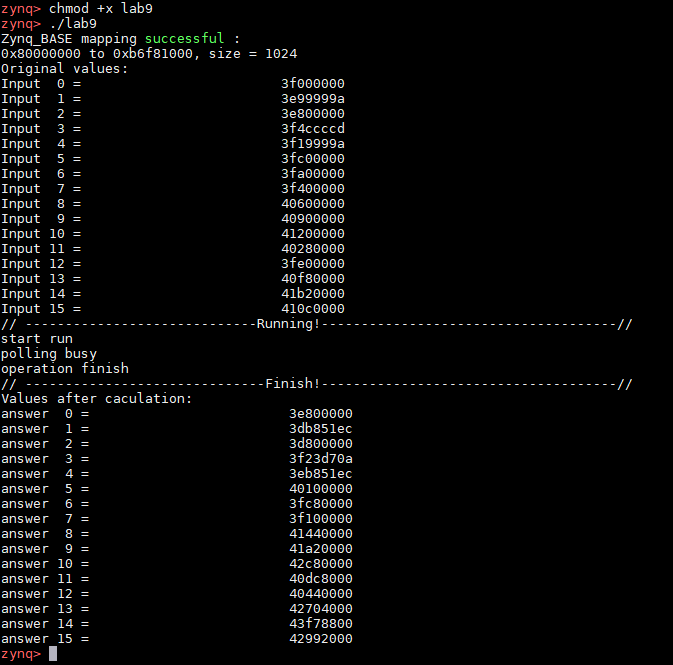 zynq> chmod +x lab9
zynq> ./lab9
Zynq_BASE mapping successful :
0x80000000 to 0xb6f81000, size = 1024
Original values:
Input  0 =                         3f000000
Input  1 =                         3e99999a
Input  2 =                         3e800000
Input  3 =                         3f4ccccd
Input  4 =                         3f19999a
Input  5 =                         3fc00000
Input  6 =                         3fa00000
Input  7 =                         3f400000
Input  8 =                         40600000
Input  9 =                         40900000
Input 10 =                         41200000
Input 11 =                         40280000
Input 12 =                         3fe00000
Input 13 =                         40f80000
Input 14 =                         41b20000
Input 15 =                         410c0000
// -----------------------------Running!-------------------------------------//
start run
polling busy
operation finish
// ------------------------------Finish!-------------------------------------//
Values after caculation:
answer  0 =                         3e800000
answer  1 =                         3db851ec
answer  2 =                         3d800000
answer  3 =                         3f23d70a
answer  4 =                         3eb851ec
answer  5 =                         40100000
answer  6 =                         3fc80000
answer  7 =                         3f100000
answer  8 =                         41440000
answer  9 =                         41a20000
answer 10 =                         42c80000
answer 11 =                         40dc8000
answer 12 =                         40440000
answer 13 =                         42704000
answer 14 =                         43f78800
answer 15 =                         42992000
zynq>